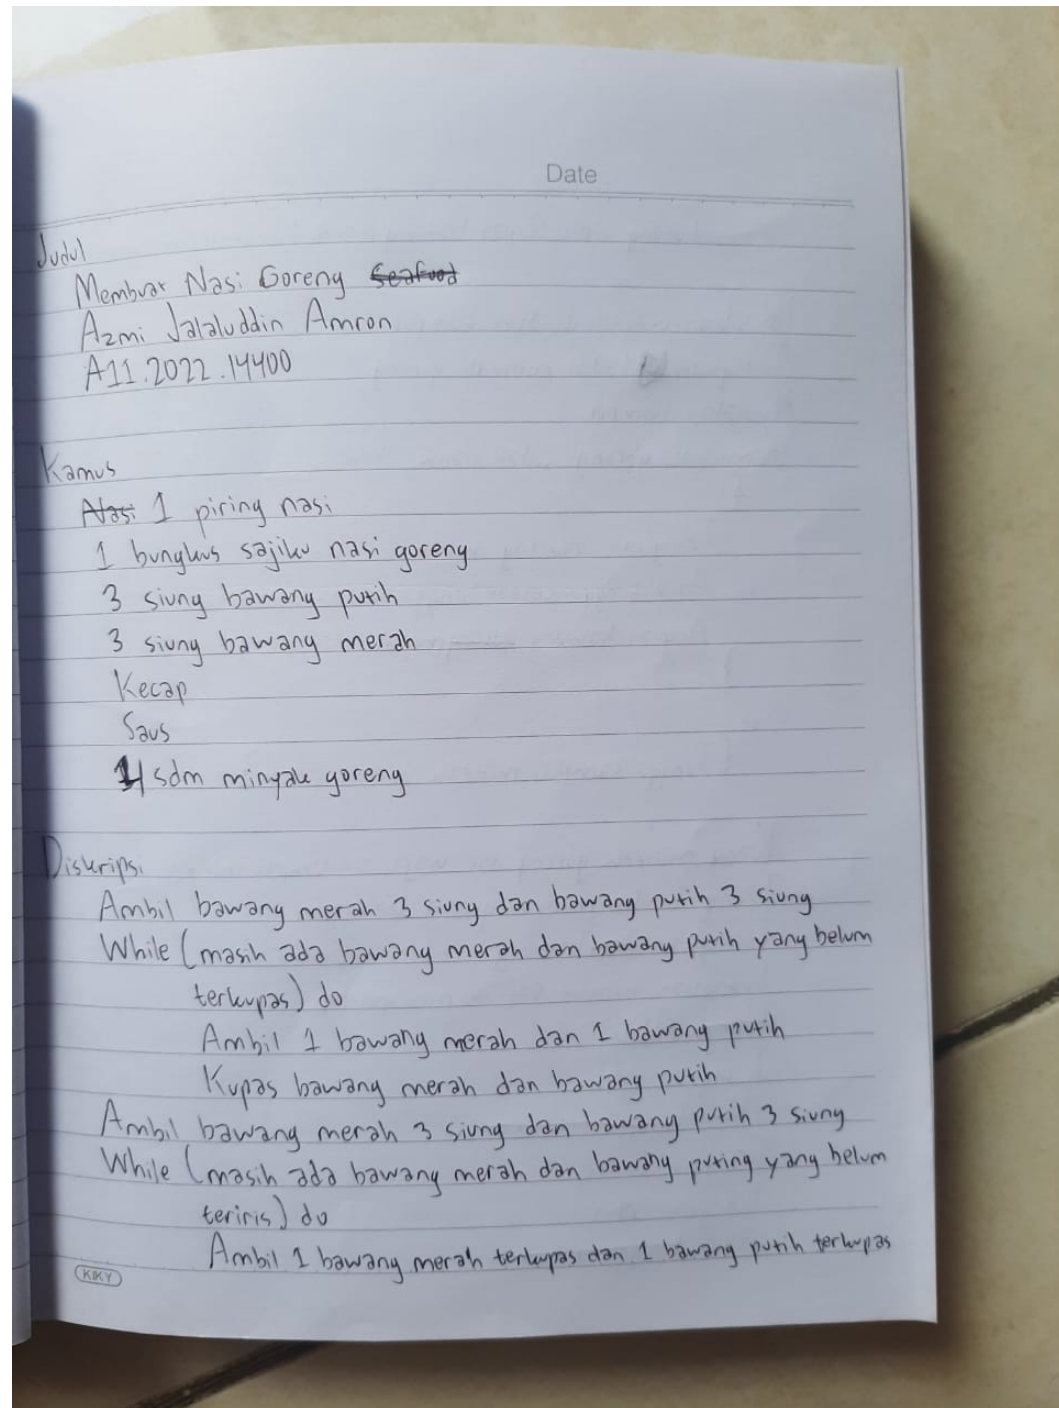 Date
Judul
Membuat Nasi Goreng Seafood
Azmi Jalaluddin Amron
A11.2022.14400
Kamus
Nasi 1 piring nasi
1 bungkus sajiku nasi goreng
3 siung bawang putih
3 siung bawang merah
Kecap
Saus
4 sdm minyak goreng
Diskripsi
Ambil bawang merah 3 siung dan bawang putih 3 siung
While (masih ada bawang merah dan bawang putih yang belum
terkupas) do
Ambil 1 bawang merah dan 1 bawang putih
Kupas bawang merah dan bawang putih
Ambil bawang merah 3 siung dan bawang putih 3 siung
While (masih ada bawang merah dan bawang puting yang belum
teriris) do
Ambil 1 bawang merah terkupas dan 1 bawang putih terkupas
KIKY